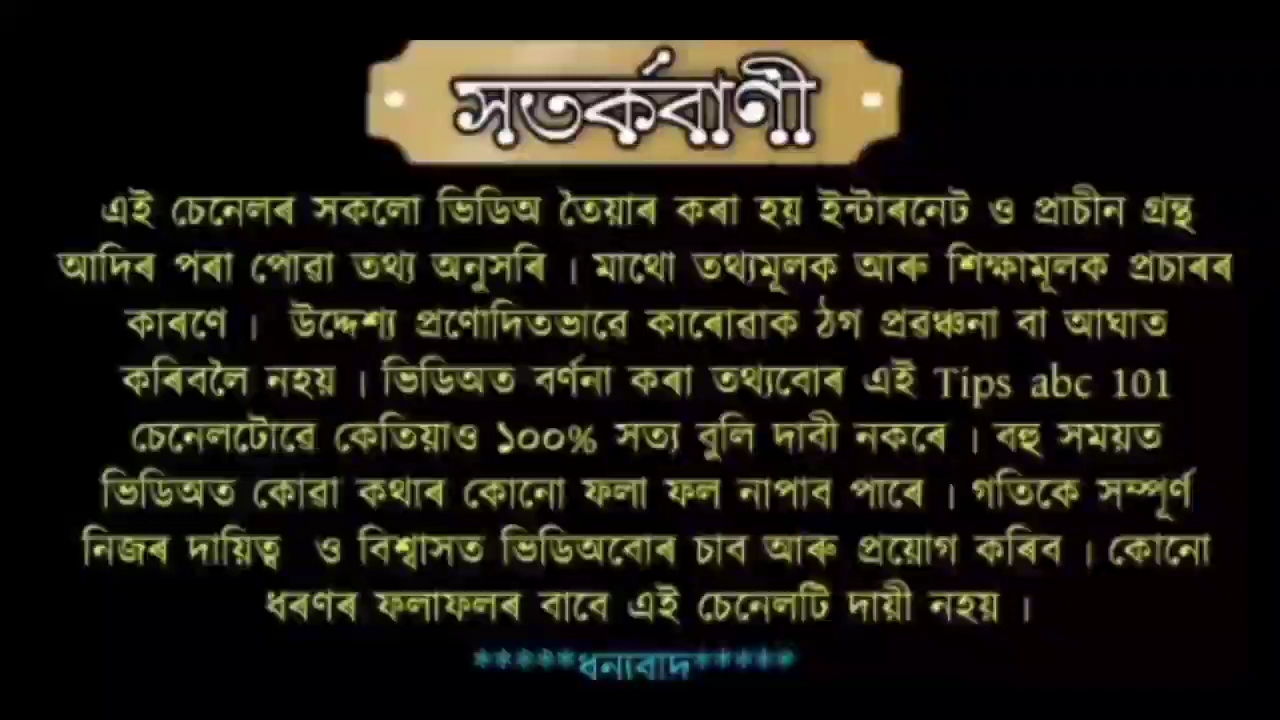 সতৰ্কবাণী
এই চেনেলৰ সকলো ভিডিঅ তৈয়াৰ কৰা হয় ইন্টাৰনেট ও প্ৰাচীন গ্ৰন্থ
আদিৰ পৰা পোৱা তথ্য অনুসৰি । মাথো তথ্যমূলক আৰু শিক্ষামূলক প্ৰচাৰৰ
কাৰণে । উদ্দেশ্য প্ৰণোদিতভাৱে কাৰোৱাক ঠগ প্ৰৱঞ্চনা বা আঘাত
কৰিবলৈ নহয় । ভিডিঅত বৰ্ণনা কৰা তথ্যবোৰ এই Tips abc 101
চেনেলটোৱে কেতিয়াও ১০০% সত্য বুলি দাবী নকৰে । বহু সময়ত
ভিডিঅত কোৱা কথাৰ কোনো ফলা ফল নাপাব পাৰে । গতিকে সম্পূৰ্ণ
নিজৰ দায়িত্ব ও বিশ্বাসত ভিডিঅবোৰ চাব আৰু প্ৰয়োগ কৰিব । কোনো
ধৰণৰ ফলাফলৰ বাবে এই চেনেলটি দায়ী নহয় ।
*****ধন্যবাদ*****